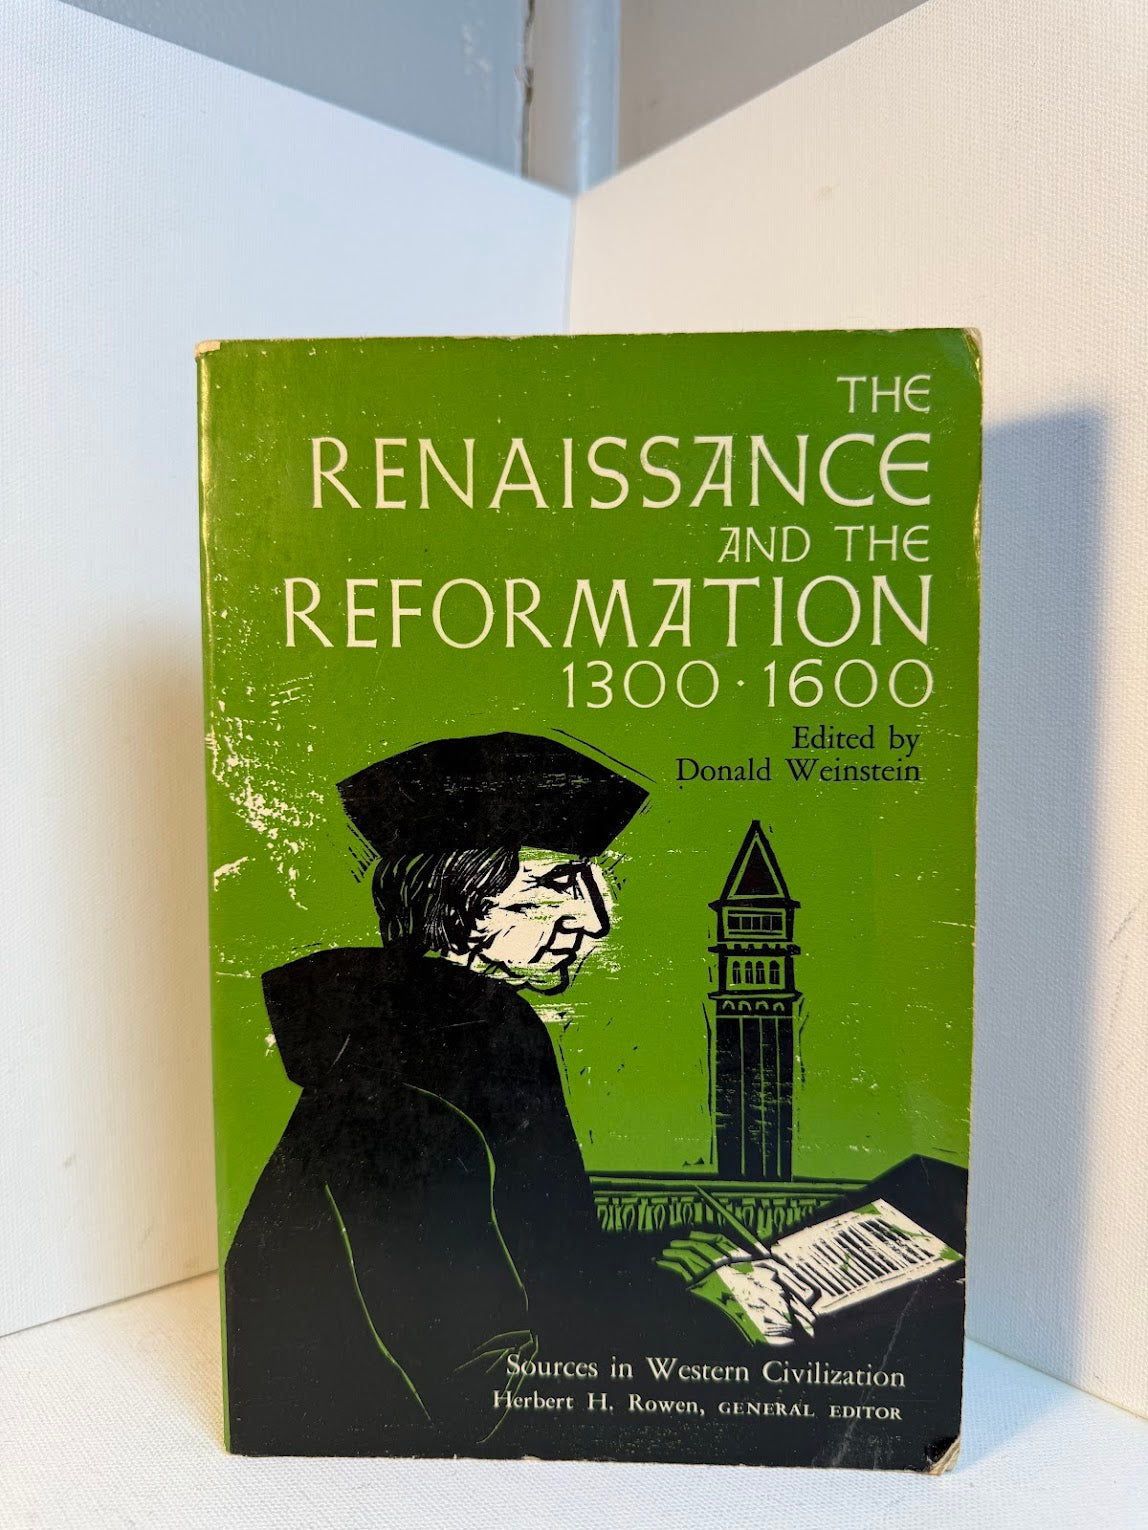 THE
RENAISSANCE
AND THE
REFORMATION
1300 · 1600
Edited by
Donald Weinstein
Sources in Western Civilization
Herbert H. Rowen, GENERAL EDITOR